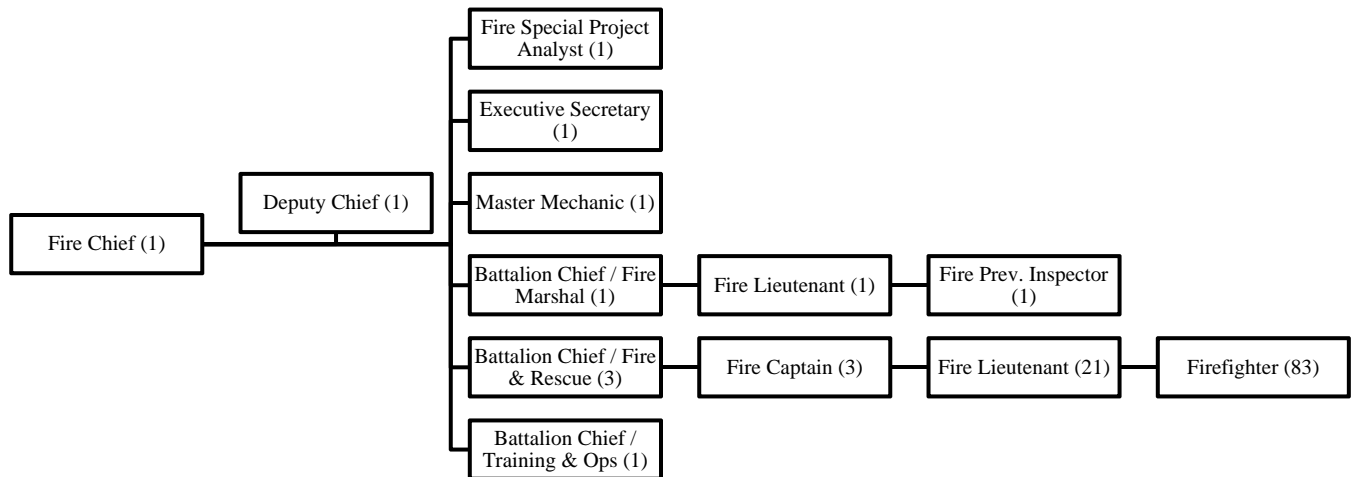 Fire Special Project
Analyst (1)
Executive Secretary
(1)
Deputy Chief (1)
Master Mechanic (1)
Fire Chief (1)
Battalion Chief / Fire
Marshal (1)
Fire Lieutenant (1)
Fire Prev. Inspector
(1)
Battalion Chief / Fire
& Rescue (3)
Fire Captain (3)
Fire Lieutenant (21)
Firefighter (83)
Battalion Chief /
Training & Ops (1)